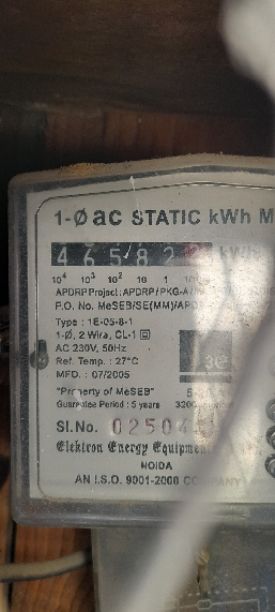 1-Ø ac STATIC kWh M
4 6 5 8 2
10⁴ 10³ 10² 10 1
APDRP Project: APDRP/PKG-A/
P.O. No. MeSEB/SE(MM)/APD
Type : 1E-05-8-1
1-Ø, 2 Wire, CL-1
AC 230V, 50Hz
Ref. Temp. : 27°C
MFD. : 07/2005
"Property of MeSEB"
Guarantee Period : 5 years 3200
Sl.No. 02504
Elektron Energy Equipme
NOIDA
AN I.S.O. 9001-2000 COMPANY